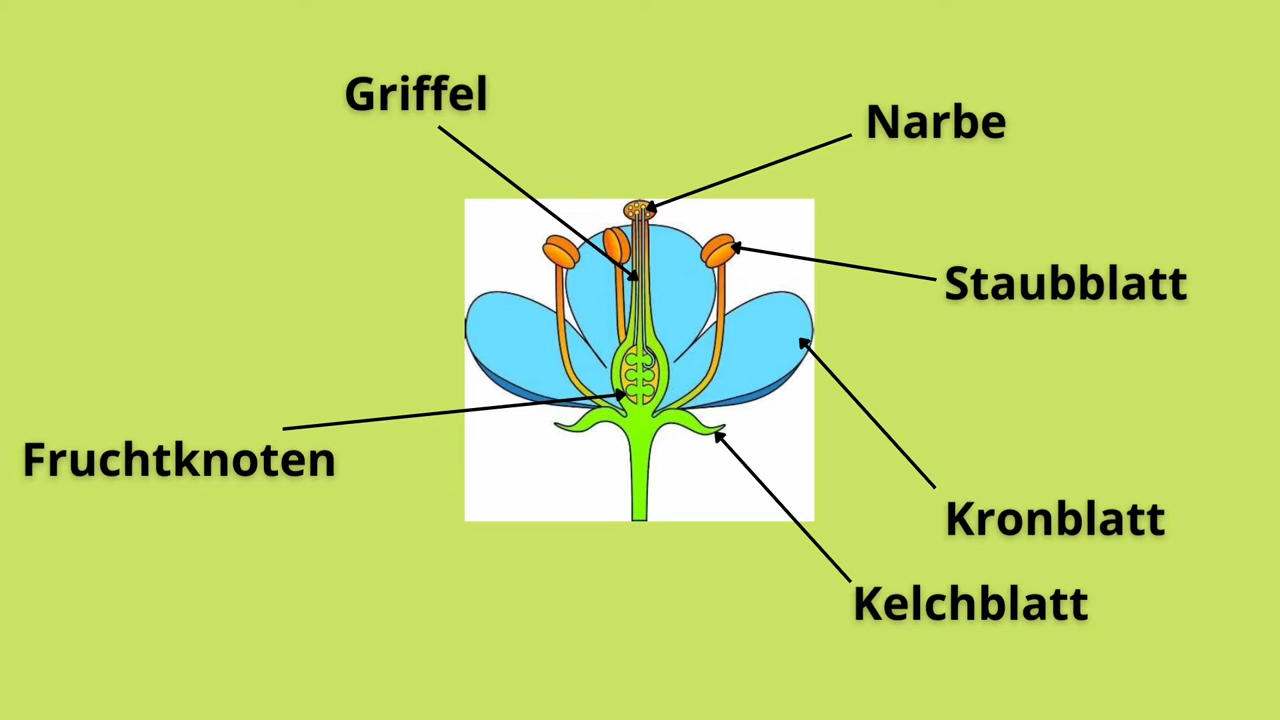 Griffel
Narbe
Staubblatt
Fruchtknoten
Kronblatt
Kelchblatt